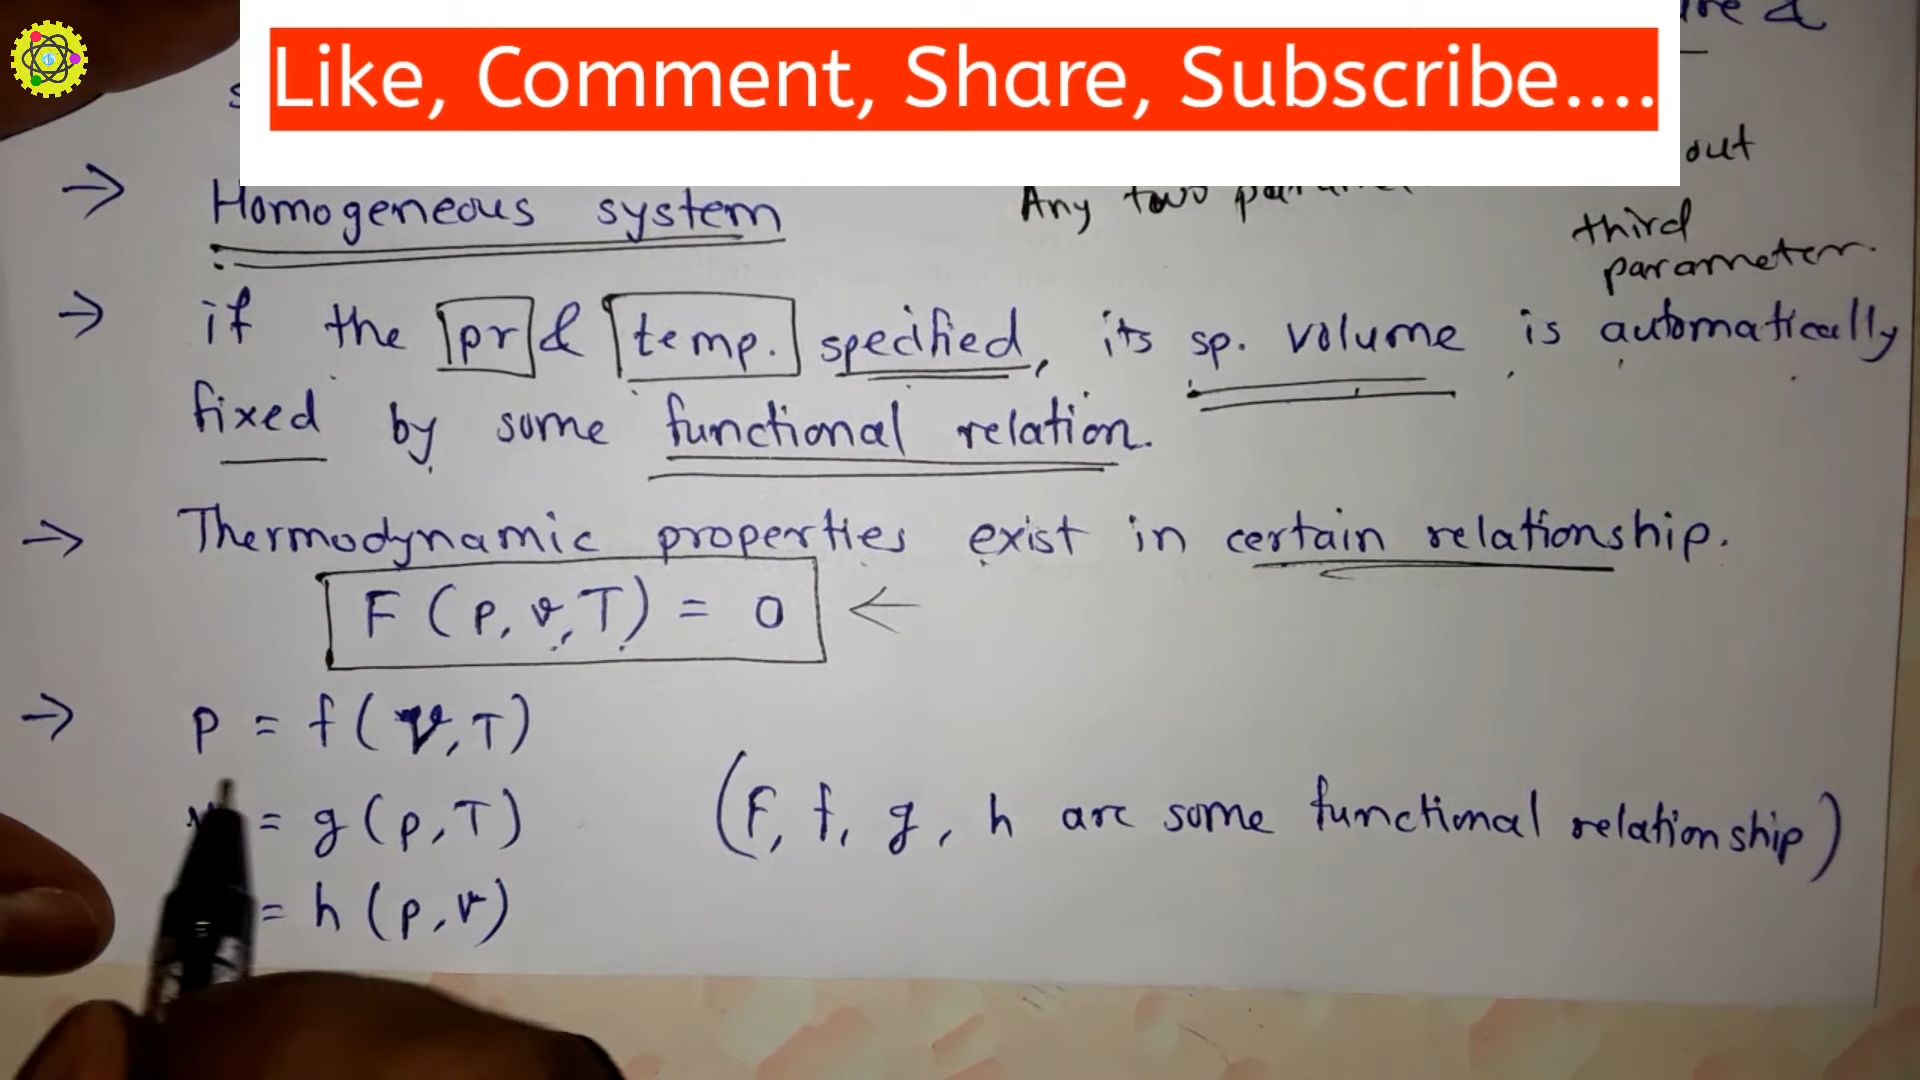 Like, Comment, Share, Subscribe....
out
→ Homogeneous system
Any two
third
parameter.
→ if the pr & temp. specified, its sp. volume is automatically
fixed by some functional relation.
→ Thermodynamic properties exist in certain relationship.
F (p, v, T) = 0 ←
→ p = f (v, T)
= g (p, T)
(F, f, g, h are some functional relationship)
= h (p, v)